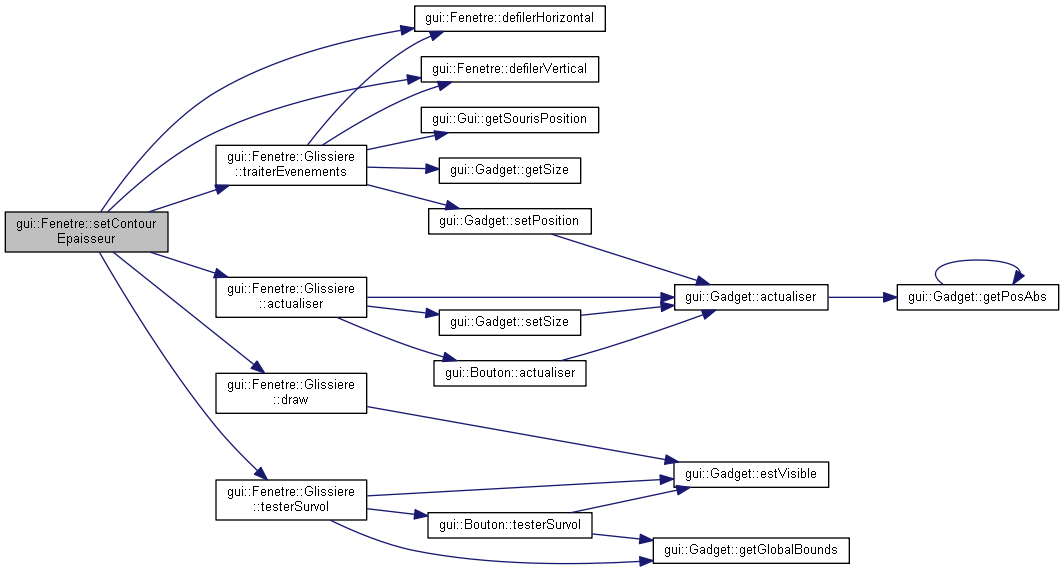 gui::Fenetre::defilerHorizontal
gui::Fenetre::defilerVertical
gui::Gui::getSourisPosition
gui::Fenetre::Glissiere
::traiterEvenements
gui::Gadget::getSize
gui::Gadget::setPosition
gui::Fenetre::setContour
Epaisseur
gui::Fenetre::Glissiere
::actualiser
gui::Gadget::actualiser
gui::Gadget::getPosAbs
gui::Gadget::setSize
gui::Bouton::actualiser
gui::Fenetre::Glissiere
::draw
gui::Gadget::estVisible
gui::Fenetre::Glissiere
::testerSurvol
gui::Bouton::testerSurvol
gui::Gadget::getGlobalBounds